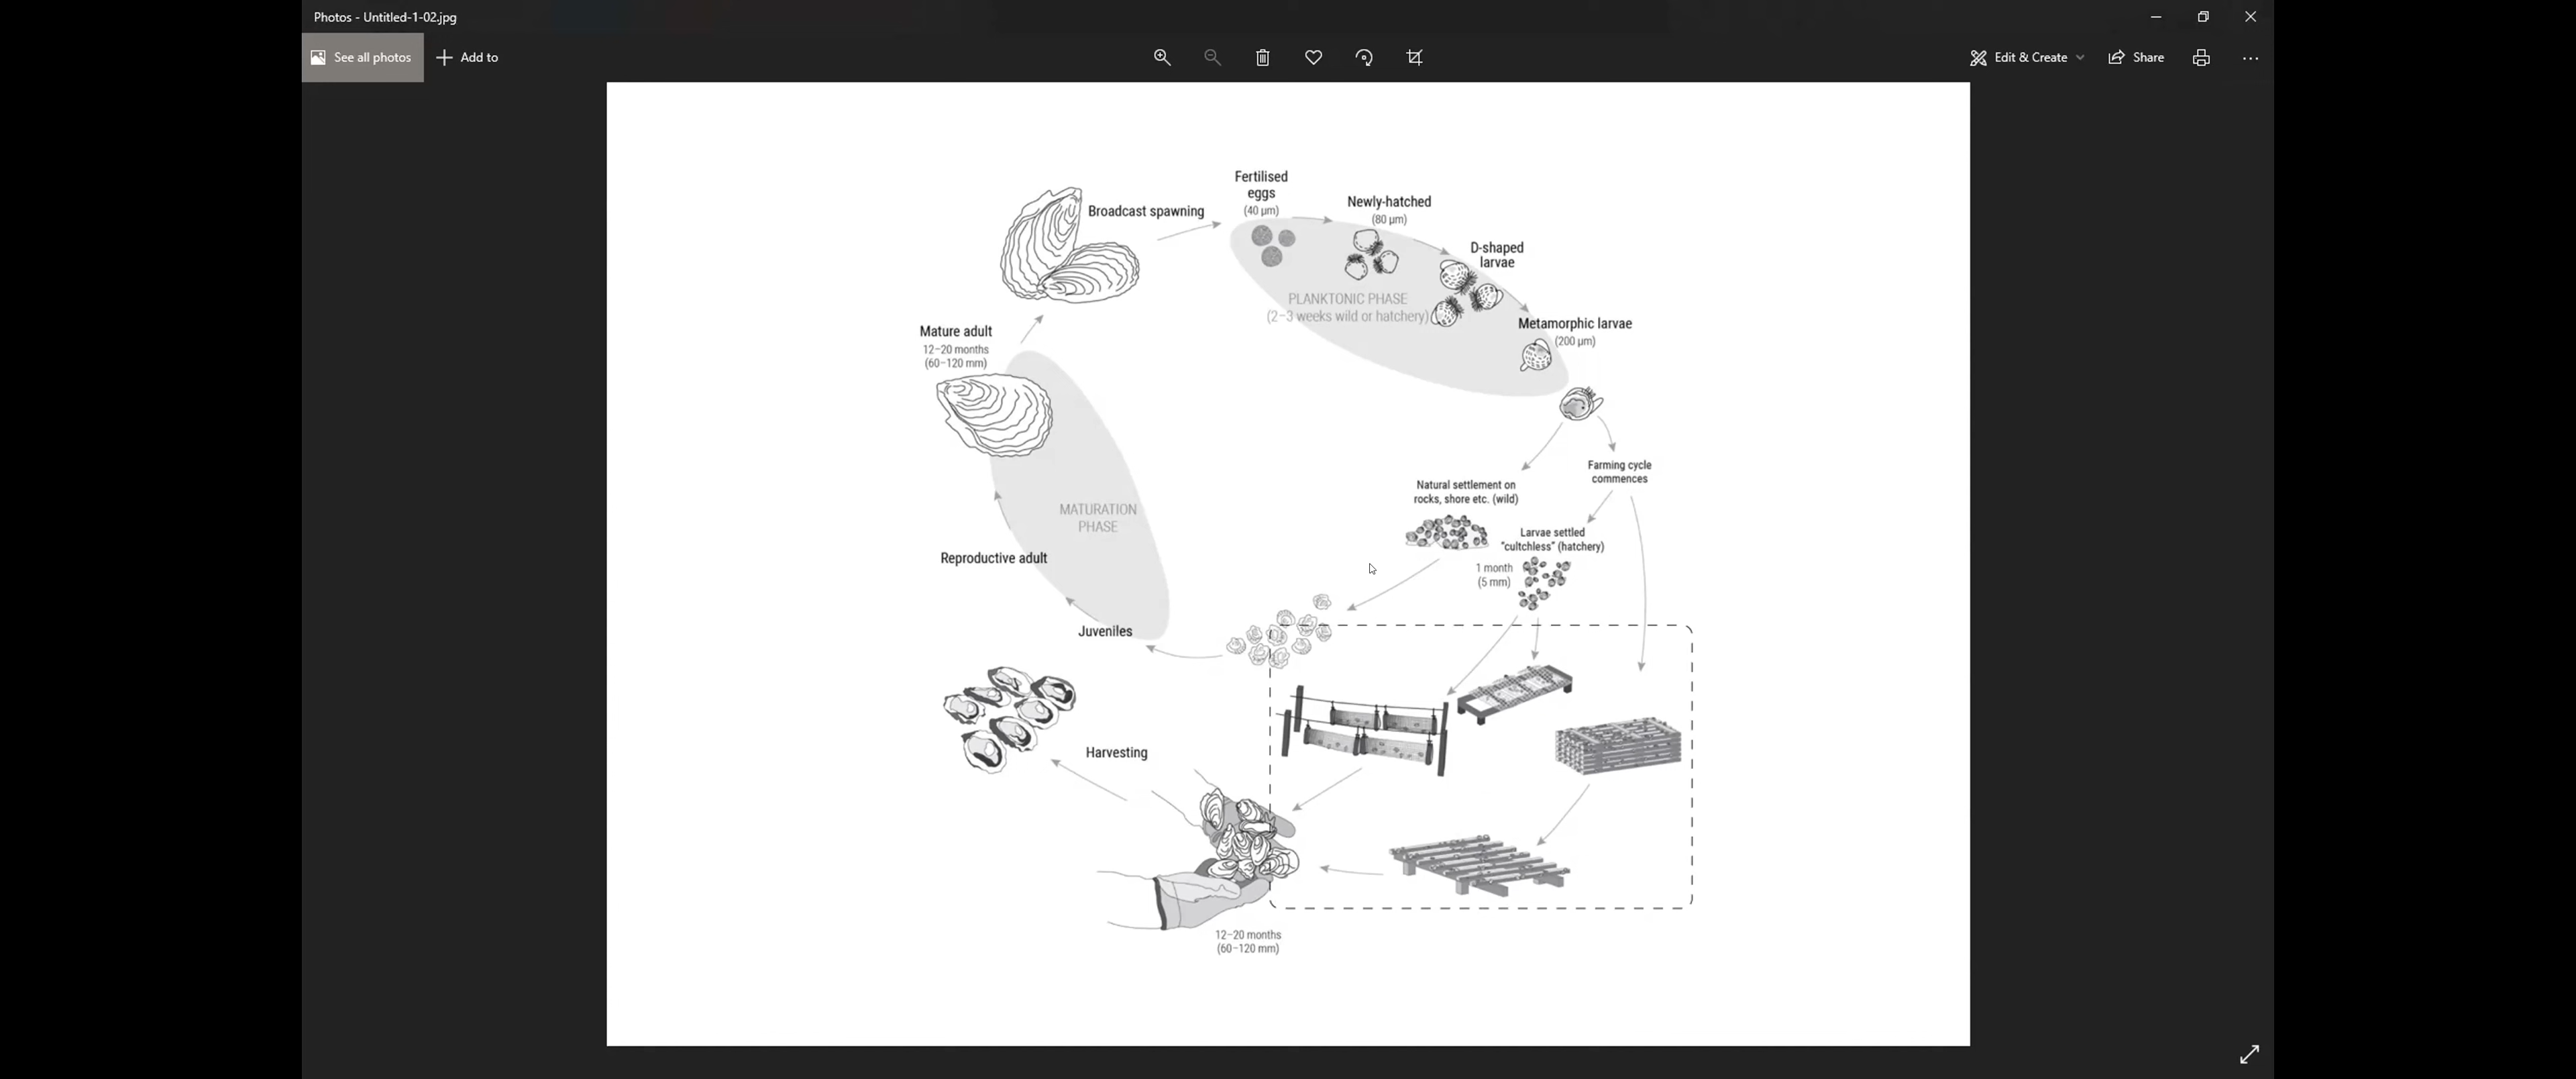 Photos - Untitled-1-02.jpg
See all photos
Add to
Edit & Create
Share
Fertilised
eggs
(40 µm)
Newly-hatched
(80 µm)
Broadcast spawning
D-shaped
larvae
PLANKTONIC PHASE
(2–3 weeks wild or hatchery)
Metamorphic larvae
(200 µm)
Mature adult
12–20 months
(60–120 mm)
Farming cycle
commences
Natural settlement on
rocks, shore etc. (wild)
MATURATION
PHASE
Larvae settled
"cultchless" (hatchery)
Reproductive adult
1 month
(5 mm)
Juveniles
Harvesting
12–20 months
(60–120 mm)